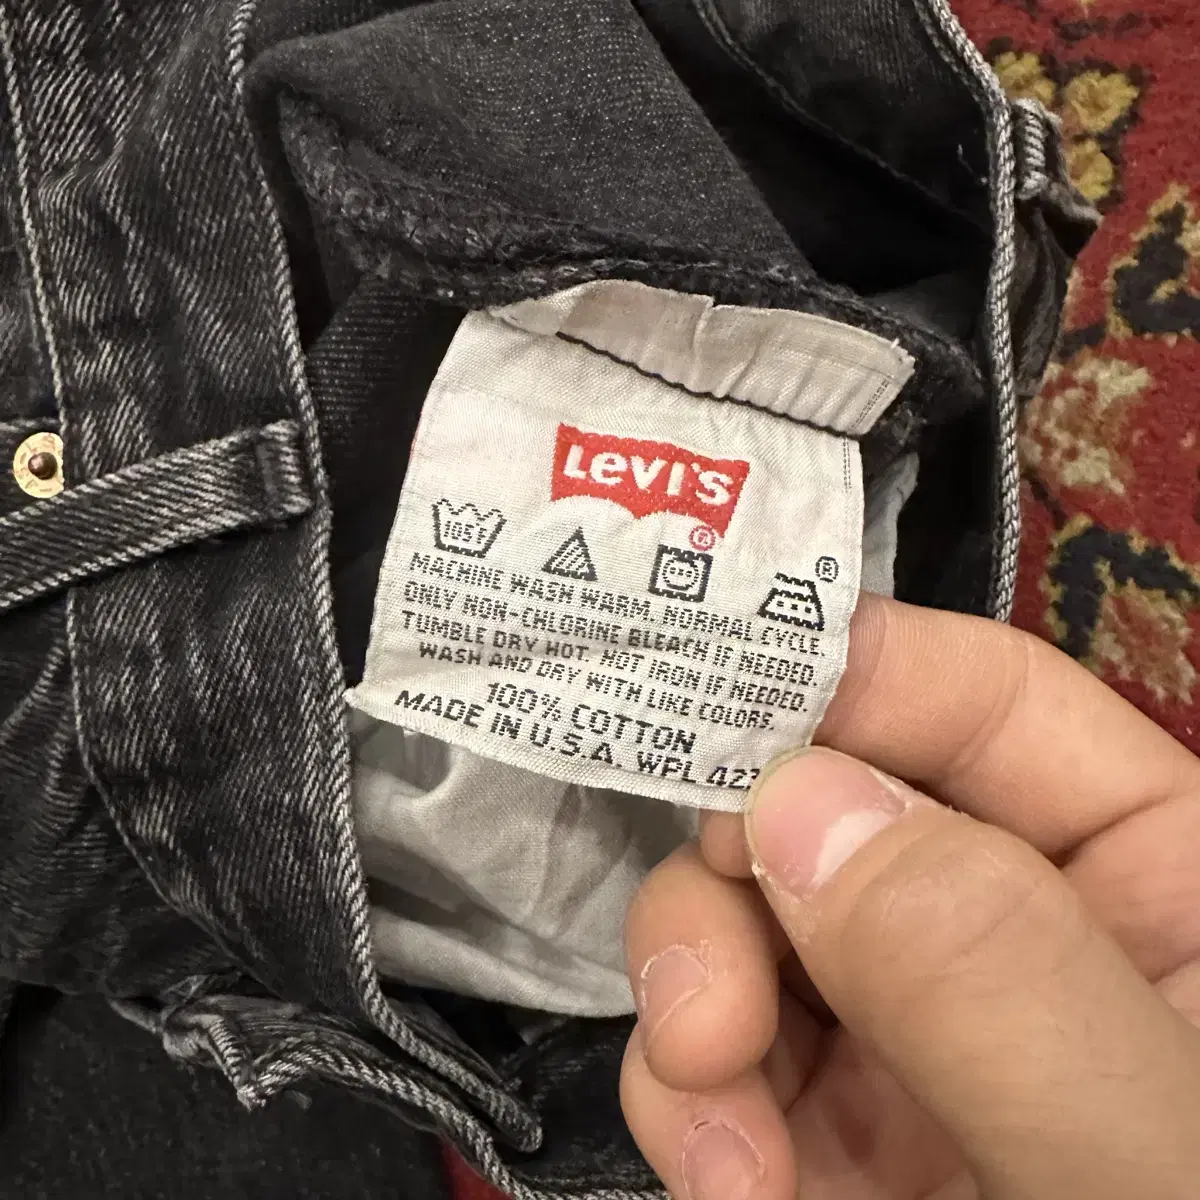 Levi's
®
105F
®
MACHINE WASH WARM. NORMAL CYCLE.
ONLY NON-CHLORINE BLEACH IF NEEDED.
TUMBLE DRY HOT. HOT IRON IF NEEDED.
WASH AND DRY WITH LIKE COLORS.
100% COTTON
MADE IN U.S.A. WPL 423